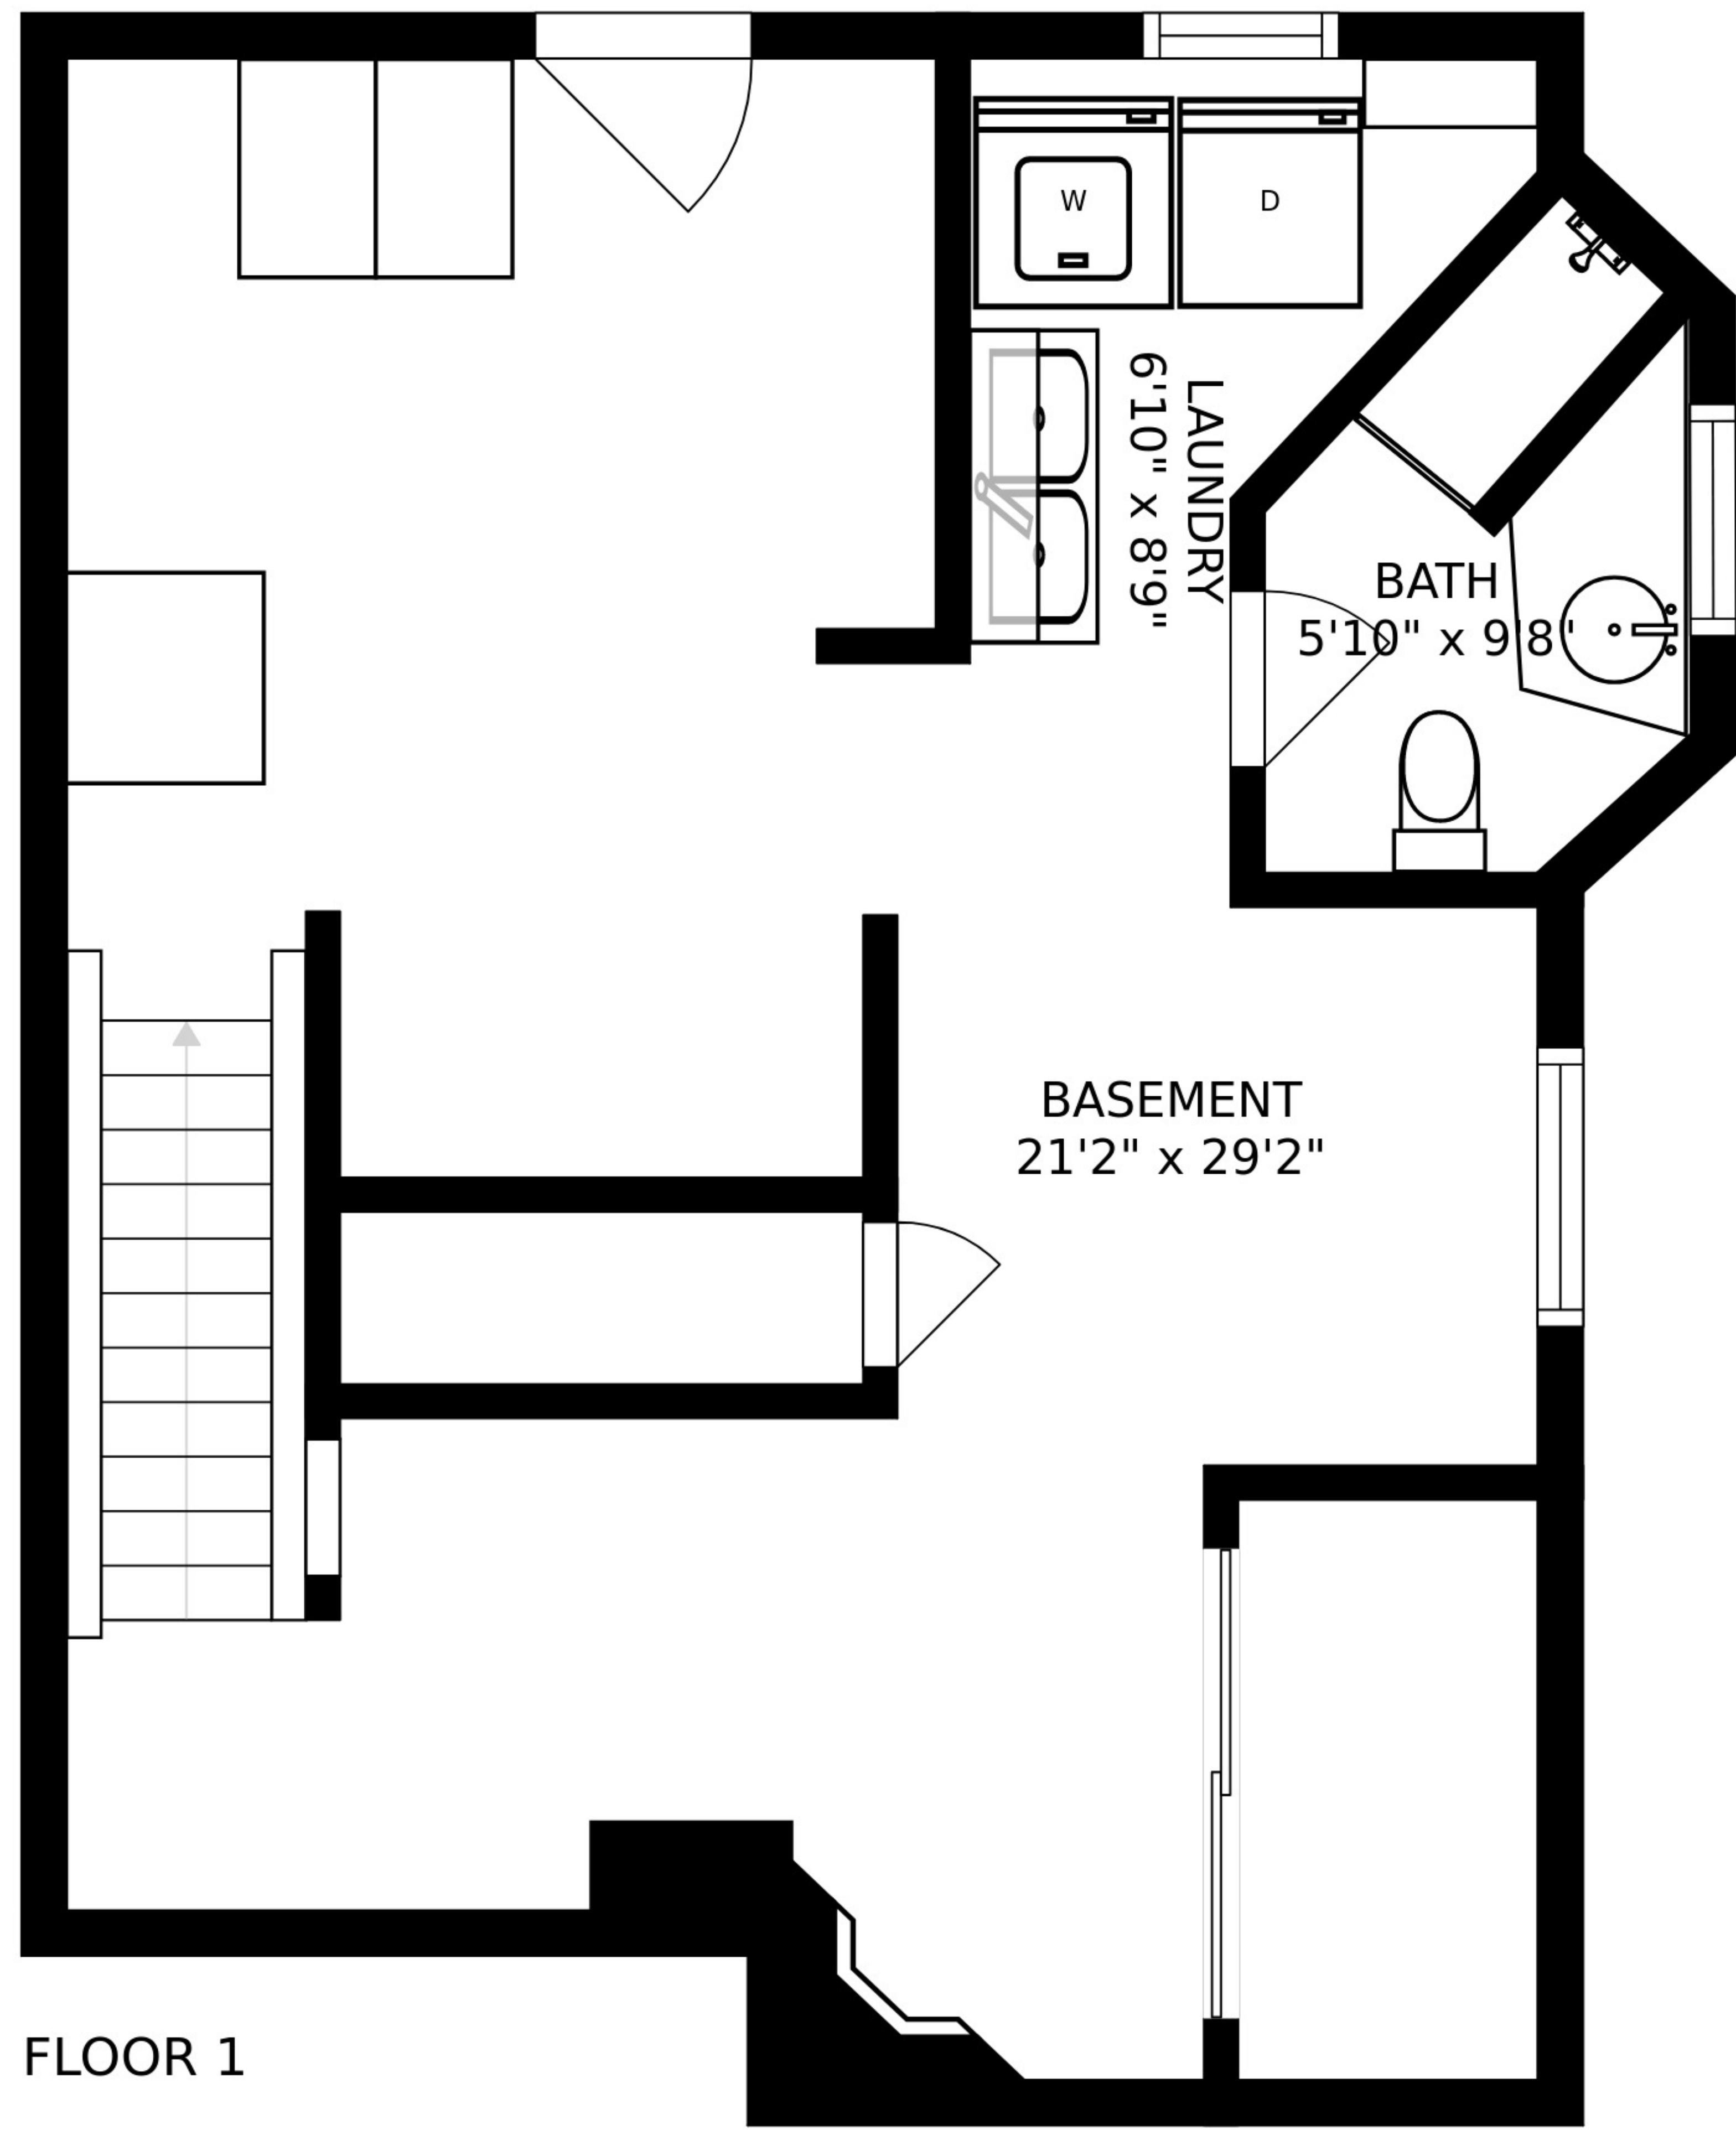 W
D
LAUNDRY
6'10" x 8'9"
BATH
5'10" x 9'8"
BASEMENT
21'2" x 29'2"
FLOOR 1